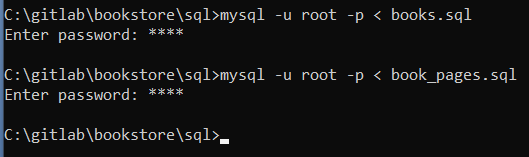 C:\gitlab\bookstore\sql>mysql -u root -p < books.sql
Enter password: ****
C:\gitlab\bookstore\sql>mysql -u root -p < book_pages.sql
Enter password: ****
C:\gitlab\bookstore\sql>